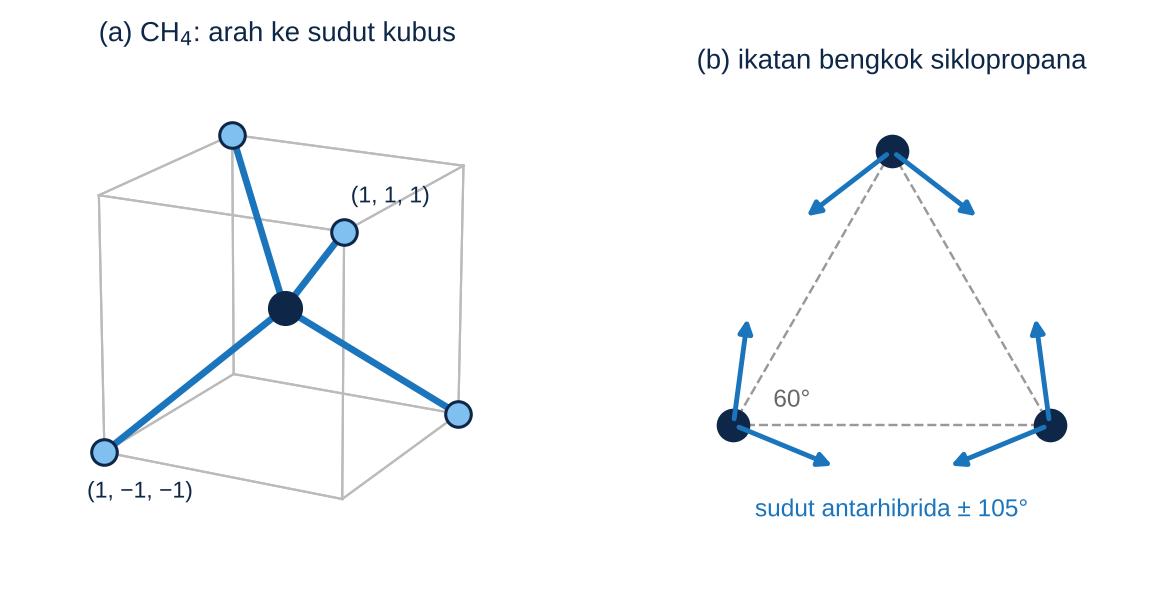 (a) CH₄: arah ke sudut kubus
(1, 1, 1)
(1, −1, −1)
(b) ikatan bengkok siklopropana
60°
sudut antarhibrida ± 105°